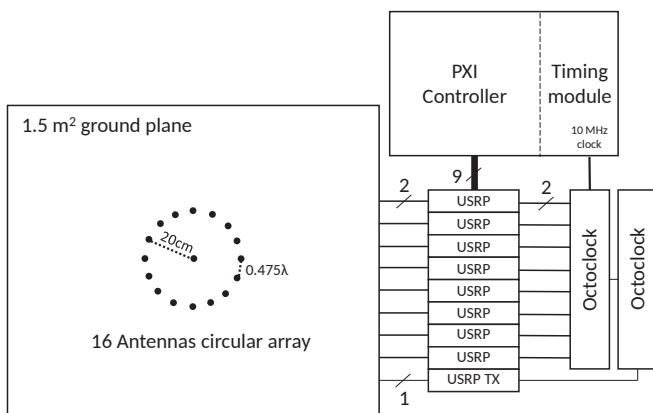 PXI
Controller
Timing
module
10 MHz
clock
1.5 m² ground plane
9
2
2
USRP
USRP
USRP
USRP
USRP
USRP
USRP
USRP
USRP TX
1
Octoclock
Octoclock
20cm
0.475λ
16 Antennas circular array